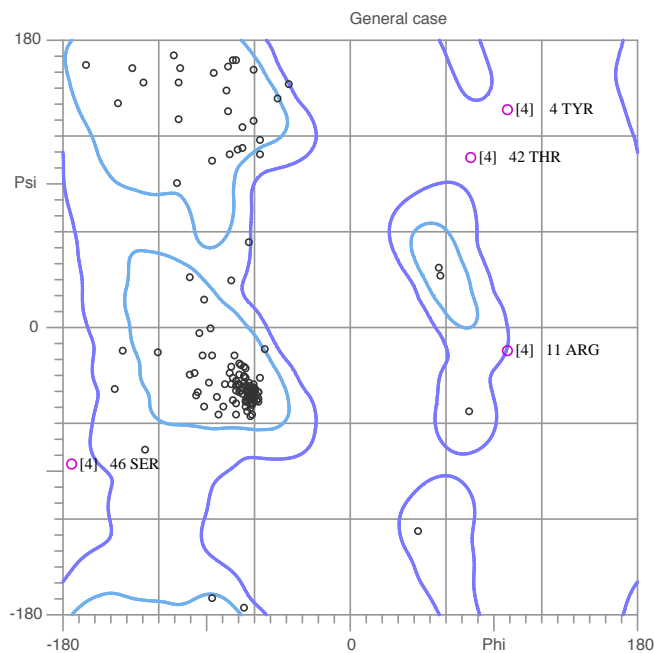 General case
180
[4] 4 TYR
[4] 42 THR
Psi
0
[4] 11 ARG
[4] 46 SER
-180
-180 0 Phi 180